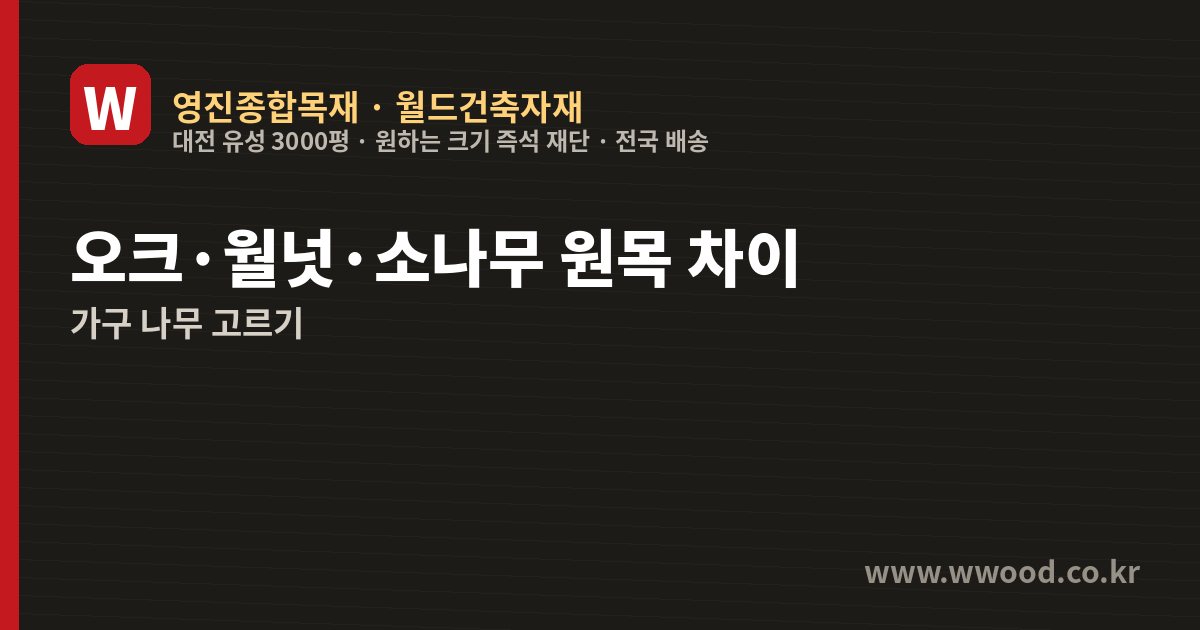 W
영진종합목재 · 월드건축자재
대전 유성 3000평 · 원하는 크기 즉석 재단 · 전국 배송
오크·월넛·소나무 원목 차이
가구 나무 고르기
www.wwood.co.kr